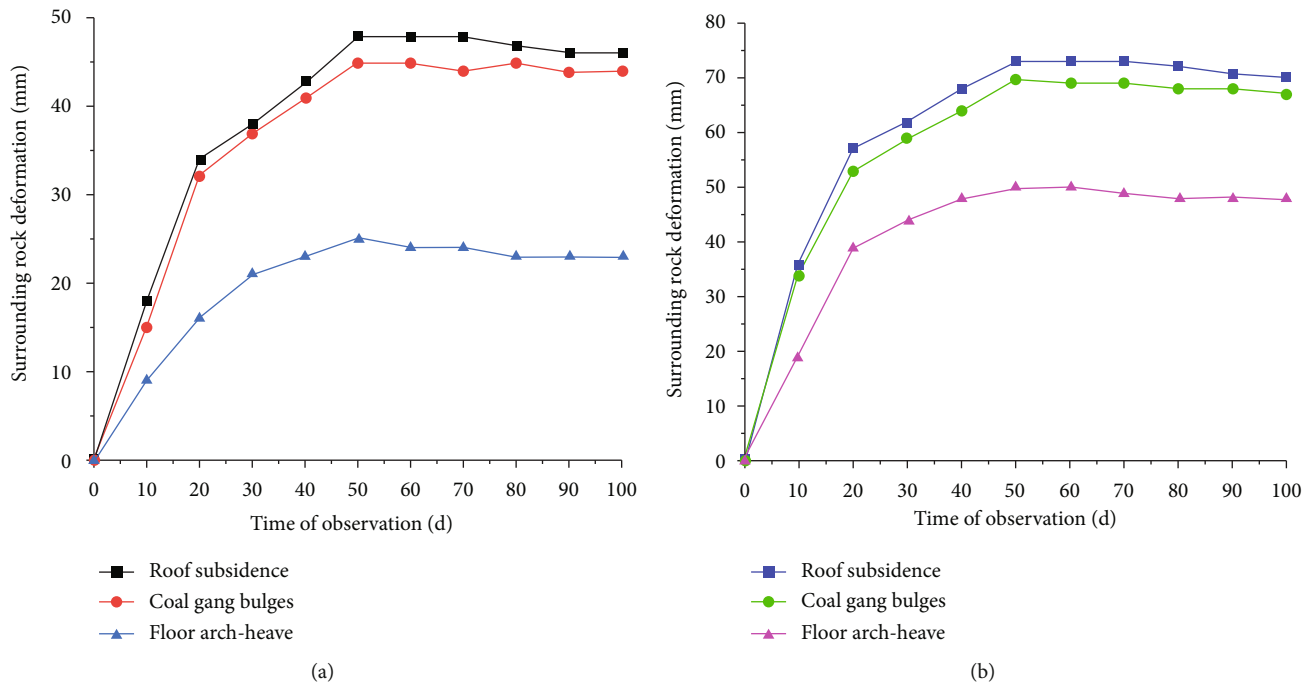 50
40
30
20
10
0
Surrounding rock deformation (mm)
0 10 20 30 40 50 60 70 80 90 100
Time of observation (d)
Roof subsidence
Coal gang bulges
Floor arch-heave
(a)
80
70
60
50
40
30
20
10
0
Surrounding rock deformation (mm)
0 10 20 30 40 50 60 70 80 90 100
Time of observation (d)
Roof subsidence
Coal gang bulges
Floor arch-heave
(b)